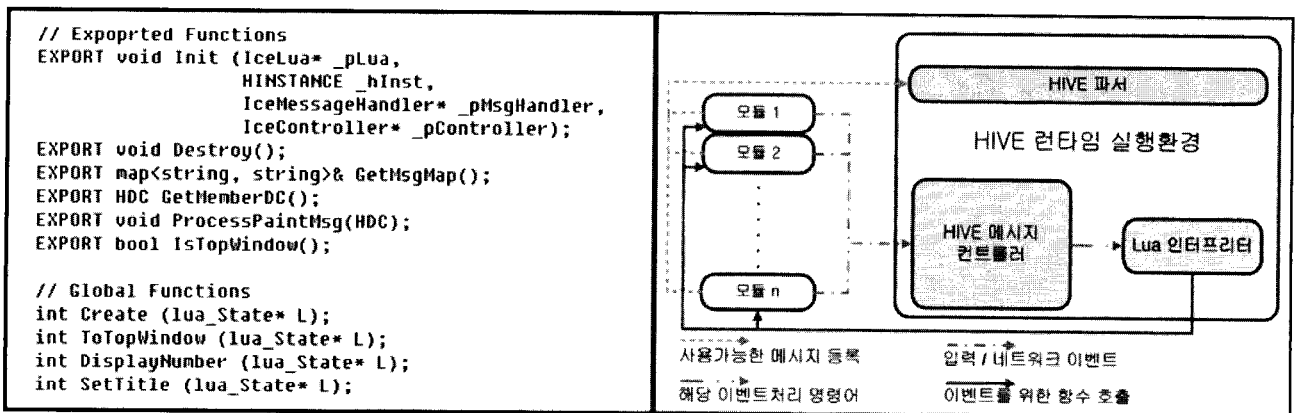 // Expoprted Functions
EXPORT void Init (IceLua* _pLua,
HINSTANCE _hInst,
IceMessageHandler* _pMsgHandler,
IceController* _pController);
EXPORT void Destroy();
EXPORT map<string, string>& GetMsgMap();
EXPORT HDC GetMemberDC();
EXPORT void ProcessPaintMsg(HDC);
EXPORT bool IsTopWindow();
// Global Functions
int Create (lua_State* L);
int ToTopWindow (lua_State* L);
int DisplayNumber (lua_State* L);
int SetTitle (lua_State* L);
HIVE 파서
모듈 1
모듈 2
HIVE 런타임 실행환경
HIVE 메시지
컨트롤러
Lua 인터프리터
모듈 n
사용가능한 메시지 등록
입력 / 네트워크 이벤트
해당 이벤트처리 명령어
이벤트를 위한 함수 호출